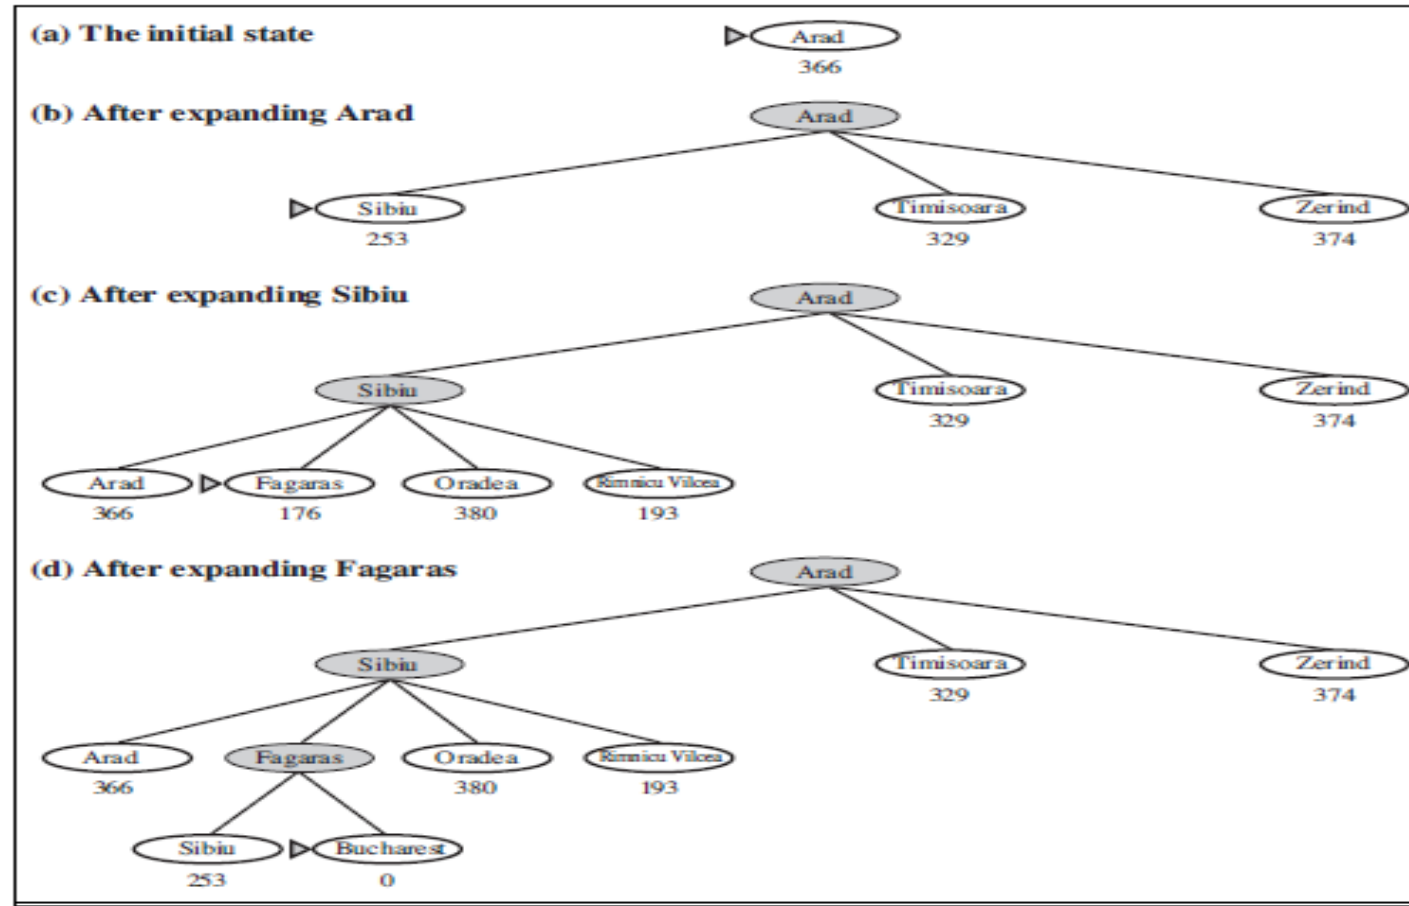 (a) The initial state
Arad
366
(b) After expanding Arad
Arad
Sibiu Timisoara Zerind
253 329 374
(c) After expanding Sibiu
Arad
Sibiu Timisoara Zerind
329 374
Arad Fagaras Oradea Rimnicu Vilcea
366 176 380 193
(d) After expanding Fagaras
Arad
Sibiu Timisoara Zerind
329 374
Arad Fagaras Oradea Rimnicu Vilcea
366 380 193
Sibiu Bucharest
253 0